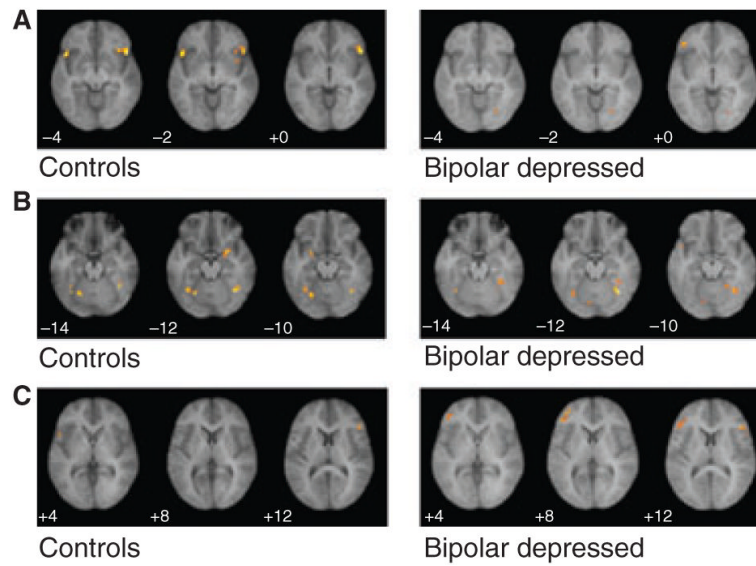 A
−4 −2 +0 −4 −2 +0
Controls Bipolar depressed
B
−14 −12 −10 −14 −12 −10
Controls Bipolar depressed
C
+4 +8 +12 +4 +8 +12
Controls Bipolar depressed